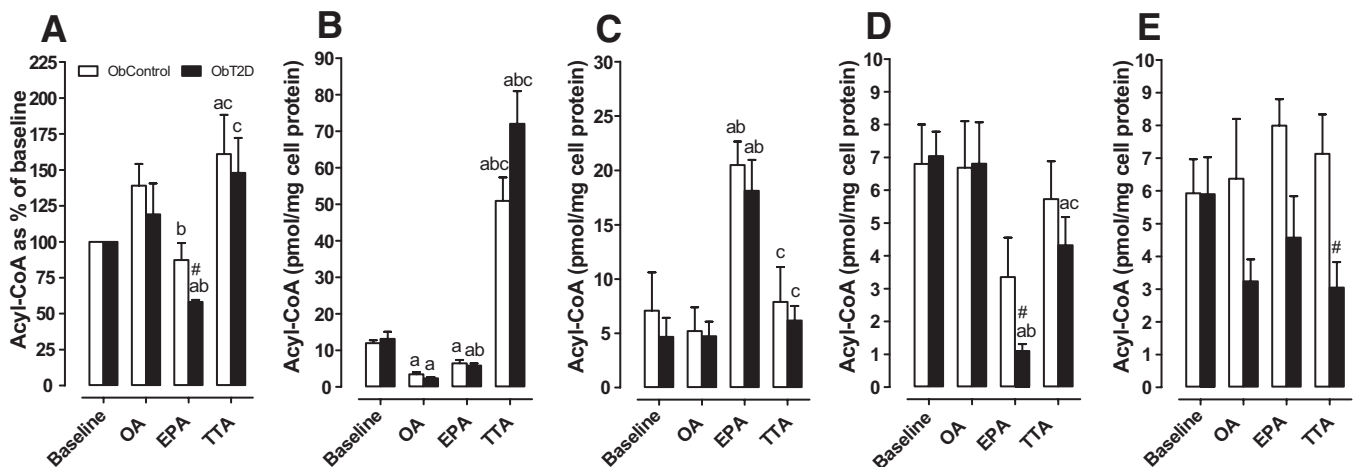 A
Acyl-CoA as % of baseline
225
200
175
150
125
100
75
50
25
0
ObControl ObT2D
b
#
ab
ac
c
Baseline OA EPA TTA
B
Acyl-CoA (pmol/mg cell protein)
90
80
70
60
50
40
30
20
10
0
a a
a ab
abc abc
Baseline OA EPA TTA
C
Acyl-CoA (pmol/mg cell protein)
30
25
20
15
10
5
0
ab ab
c c
Baseline OA EPA TTA
D
Acyl-CoA (pmol/mg cell protein)
10
9
8
7
6
5
4
3
2
1
0
#
ab
ac
Baseline OA EPA TTA
E
Acyl-CoA (pmol/mg cell protein)
10
9
8
7
6
5
4
3
2
1
0
#
Baseline OA EPA TTA